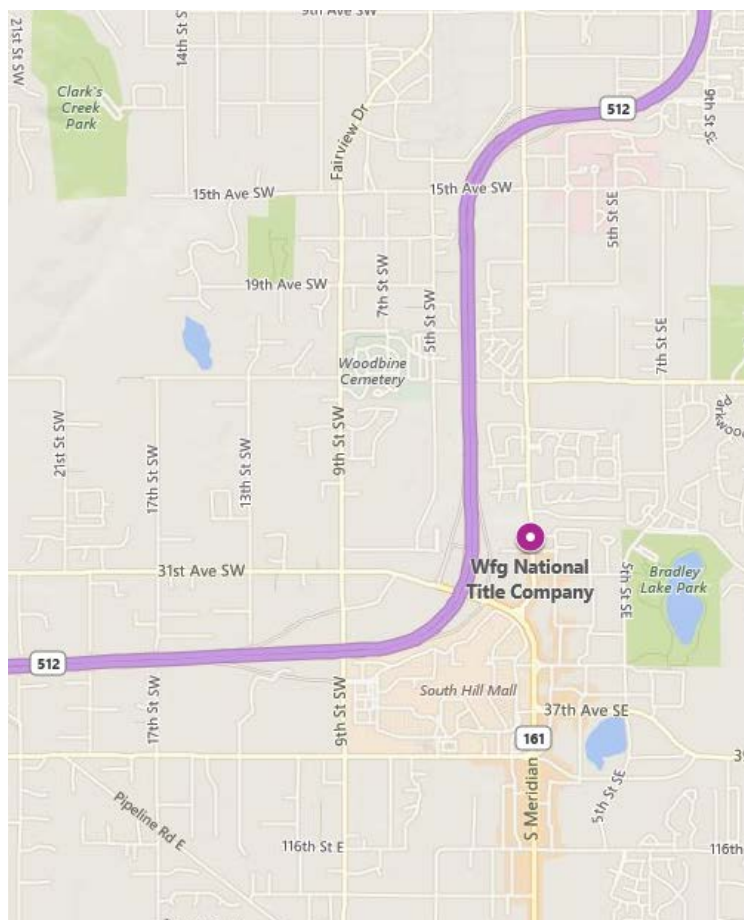 9th Ave SW
21st St SW
14th St S
Clark's
Creek
Park
Fairview Dr
512
9th St SE
15th Ave SW
15th Ave SW
5th St SE
19th Ave SW
7th St SW
5th St SW
7th St SE
Woodbine
Cemetery
21st St SW
17th St SW
13th St SW
9th St SW
Wfg National
Title Company
31st Ave SW
5th St SE
Bradley
Lake Park
512
17th St SW
9th St SW
South Hill Mall
37th Ave SE
161
39
S Meridian
5th St SE
Pipeline Rd E
116th St E
116th